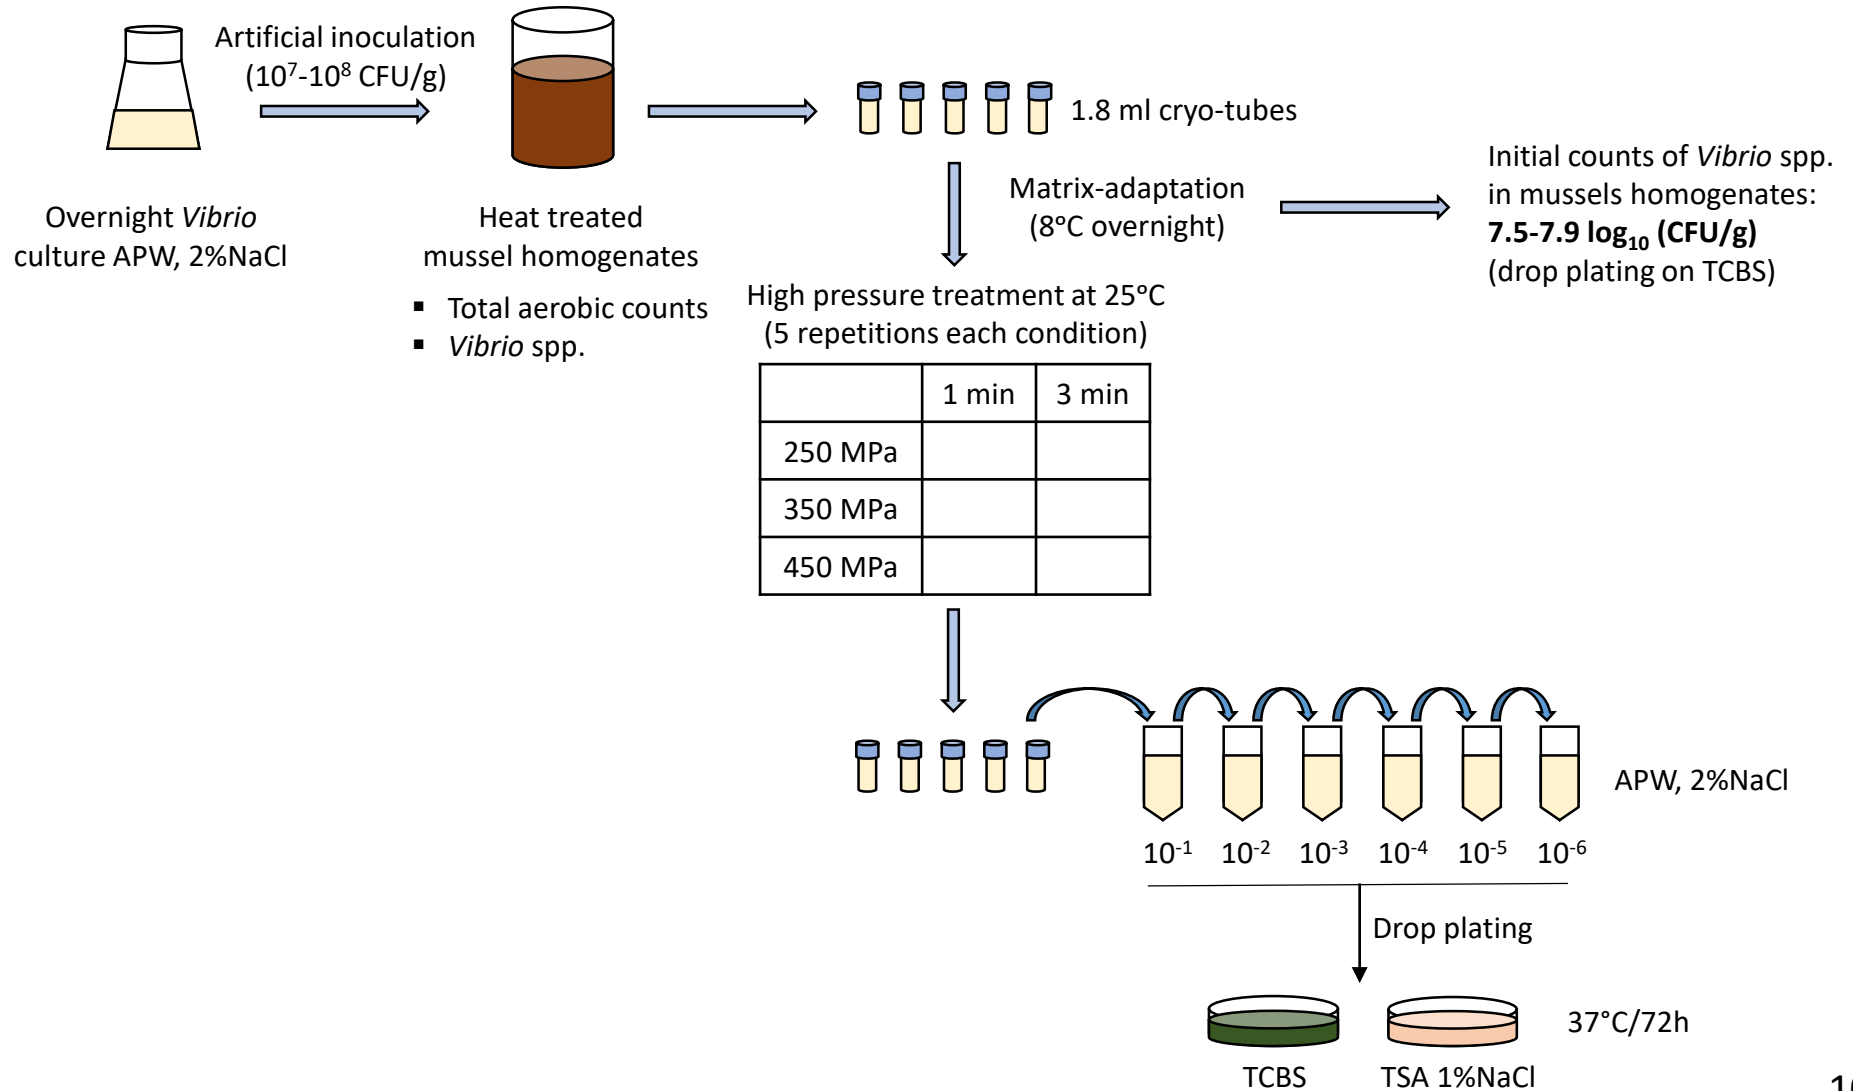 Artificial inoculation
(10⁷-10⁸ CFU/g)
1.8 ml cryo-tubes
Overnight Vibrio
culture APW, 2%NaCl
Heat treated
mussel homogenates
▪ Total aerobic counts
▪ Vibrio spp.
Matrix-adaptation
(8°C overnight)
Initial counts of Vibrio spp.
in mussels homogenates:
7.5-7.9 log₁₀ (CFU/g)
(drop plating on TCBS)
High pressure treatment at 25°C
(5 repetitions each condition)
1 min 3 min
250 MPa
350 MPa
450 MPa
APW, 2%NaCl
10⁻¹ 10⁻² 10⁻³ 10⁻⁴ 10⁻⁵ 10⁻⁶
Drop plating
37°C/72h
TCBS TSA 1%NaCl